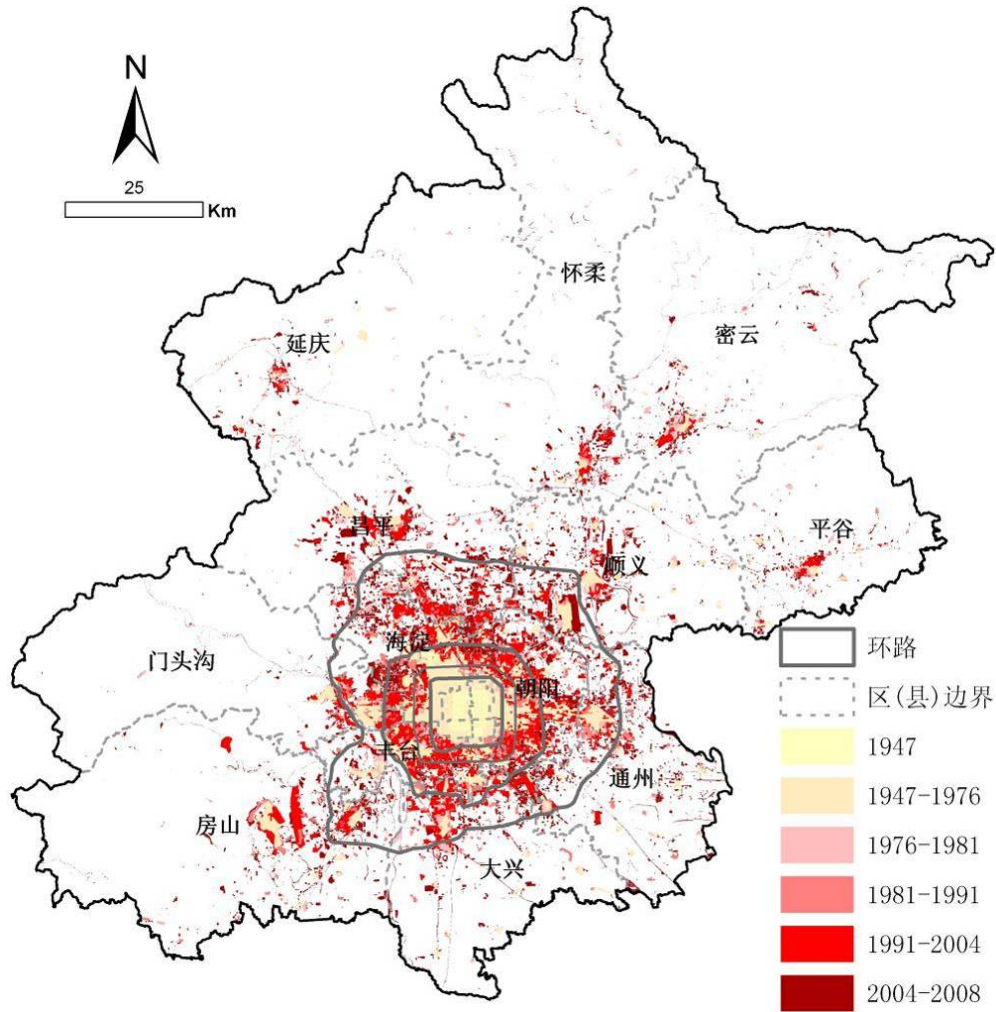 N
25
Km
怀柔
密云
延庆
昌平
平谷
顺义
海淀
门头沟
朝阳
丰台
通州
房山
大兴
环路
区(县)边界
1947
1947-1976
1976-1981
1981-1991
1991-2004
2004-2008